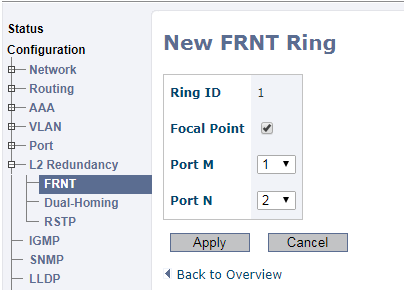 Status
Configuration
Network
Routing
AAA
VLAN
Port
L2 Redundancy
FRNT
Dual-Homing
RSTP
IGMP
SNMP
LLDP
New FRNT Ring
Ring ID 1
Focal Point
Port M 1
Port N 2
Apply Cancel
Back to Overview